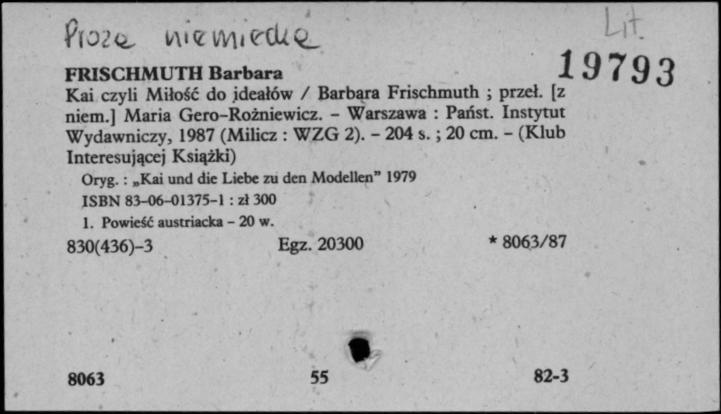 Proza niemiecka
Lit.
19793
FRISCHMUTH Barbara
Kai czyli Miłość do ideałów / Barbara Frischmuth ; przeł. [z
niem.] Maria Gero-Rożniewicz. – Warszawa : Państ. Instytut
Wydawniczy, 1987 (Milicz : WZG 2). – 204 s. ; 20 cm. – (Klub
Interesującej Książki)
Oryg. : „Kai und die Liebe zu den Modellen” 1979
ISBN 83-06-01375-1 : zł 300
1. Powieść austriacka – 20 w.
830(436)–3 Egz. 20300 * 8063/87
8063 55 82-3